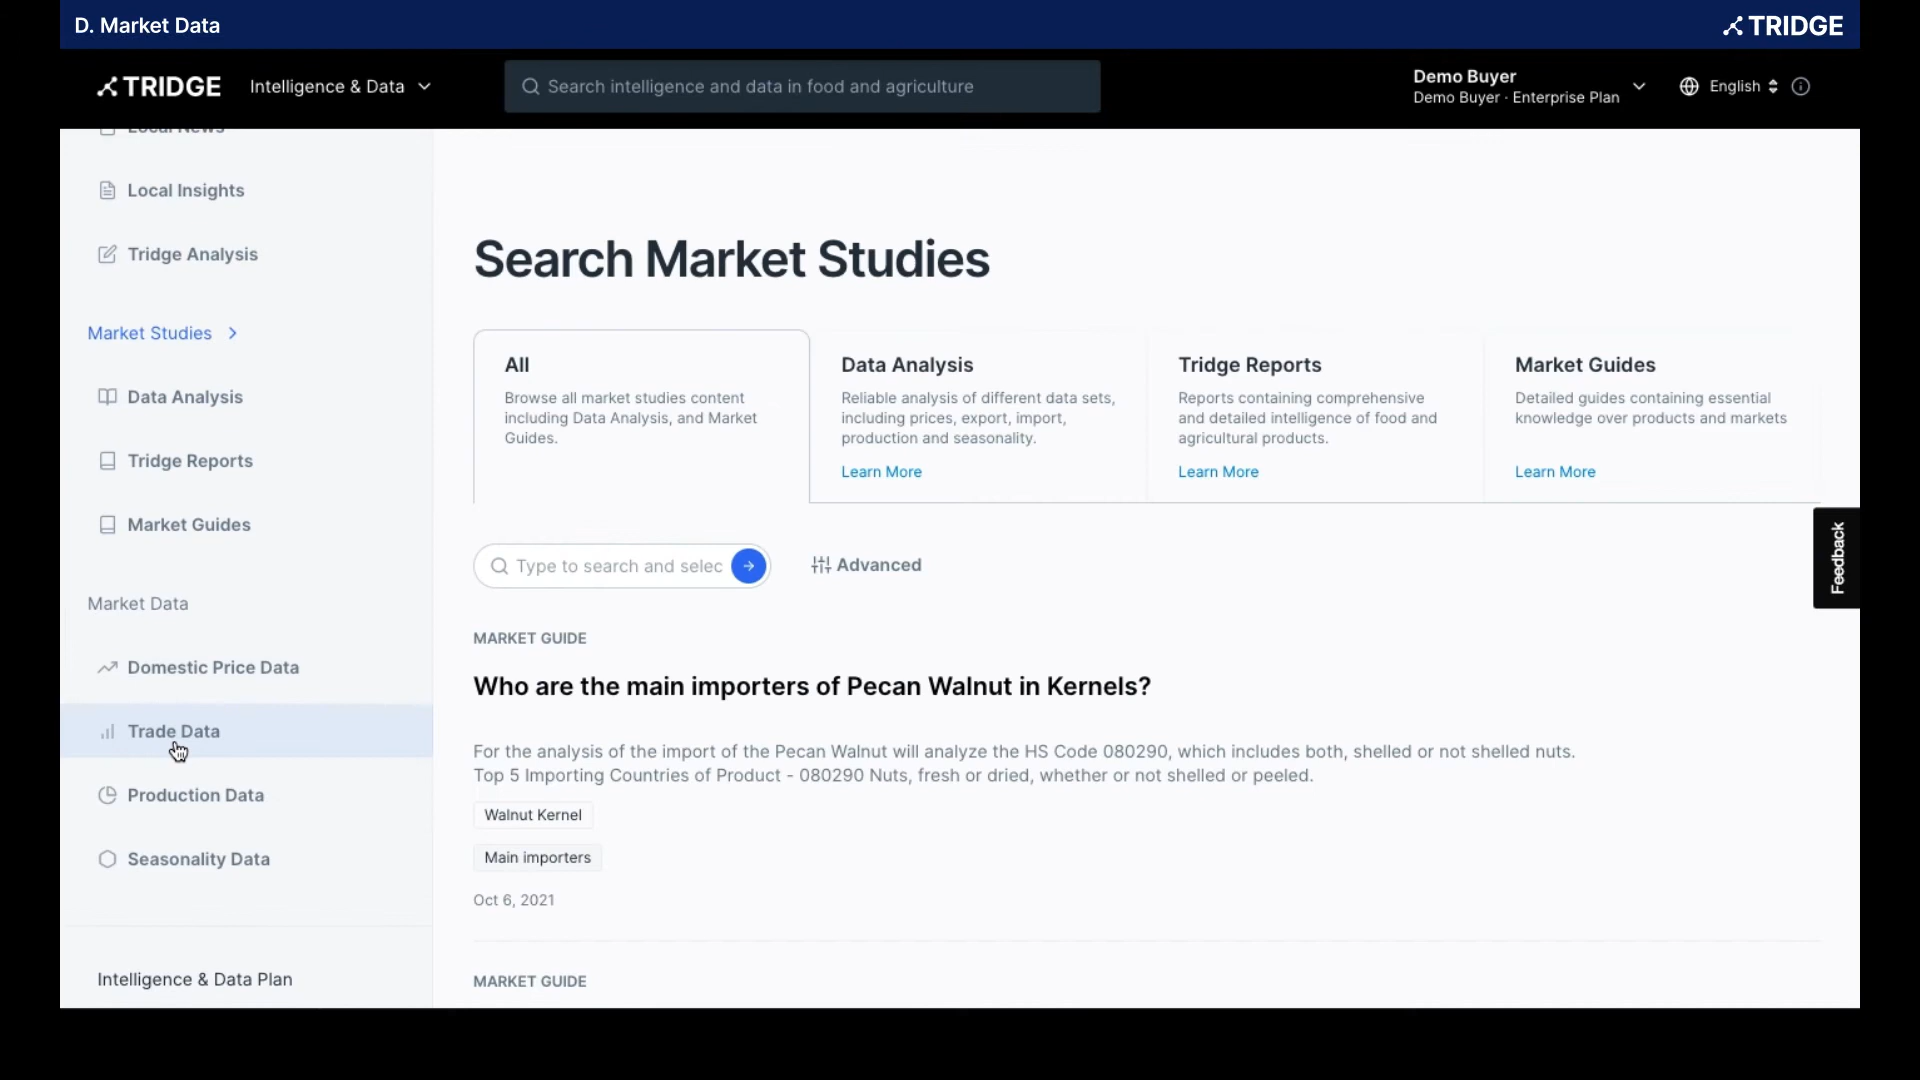 D. Market Data
TRIDGE
TRIDGE
Intelligence & Data
Search intelligence and data in food and agriculture
Demo Buyer
Demo Buyer · Enterprise Plan
English
Local News
Local Insights
Tridge Analysis
Market Studies
Data Analysis
Tridge Reports
Market Guides
Market Data
Domestic Price Data
Trade Data
Production Data
Seasonality Data
Intelligence & Data Plan
Search Market Studies
All
Browse all market studies content
including Data Analysis, and Market
Guides.
Data Analysis
Reliable analysis of different data sets,
including prices, export, import,
production and seasonality.
Learn More
Tridge Reports
Reports containing comprehensive
and detailed intelligence of food and
agricultural products.
Learn More
Market Guides
Detailed guides containing essential
knowledge over products and markets
Learn More
Type to search and selec
Advanced
Feedback
MARKET GUIDE
Who are the main importers of Pecan Walnut in Kernels?
For the analysis of the import of the Pecan Walnut will analyze the HS Code 080290, which includes both, shelled or not shelled nuts.
Top 5 Importing Countries of Product - 080290 Nuts, fresh or dried, whether or not shelled or peeled.
Walnut Kernel
Main importers
Oct 6, 2021
MARKET GUIDE